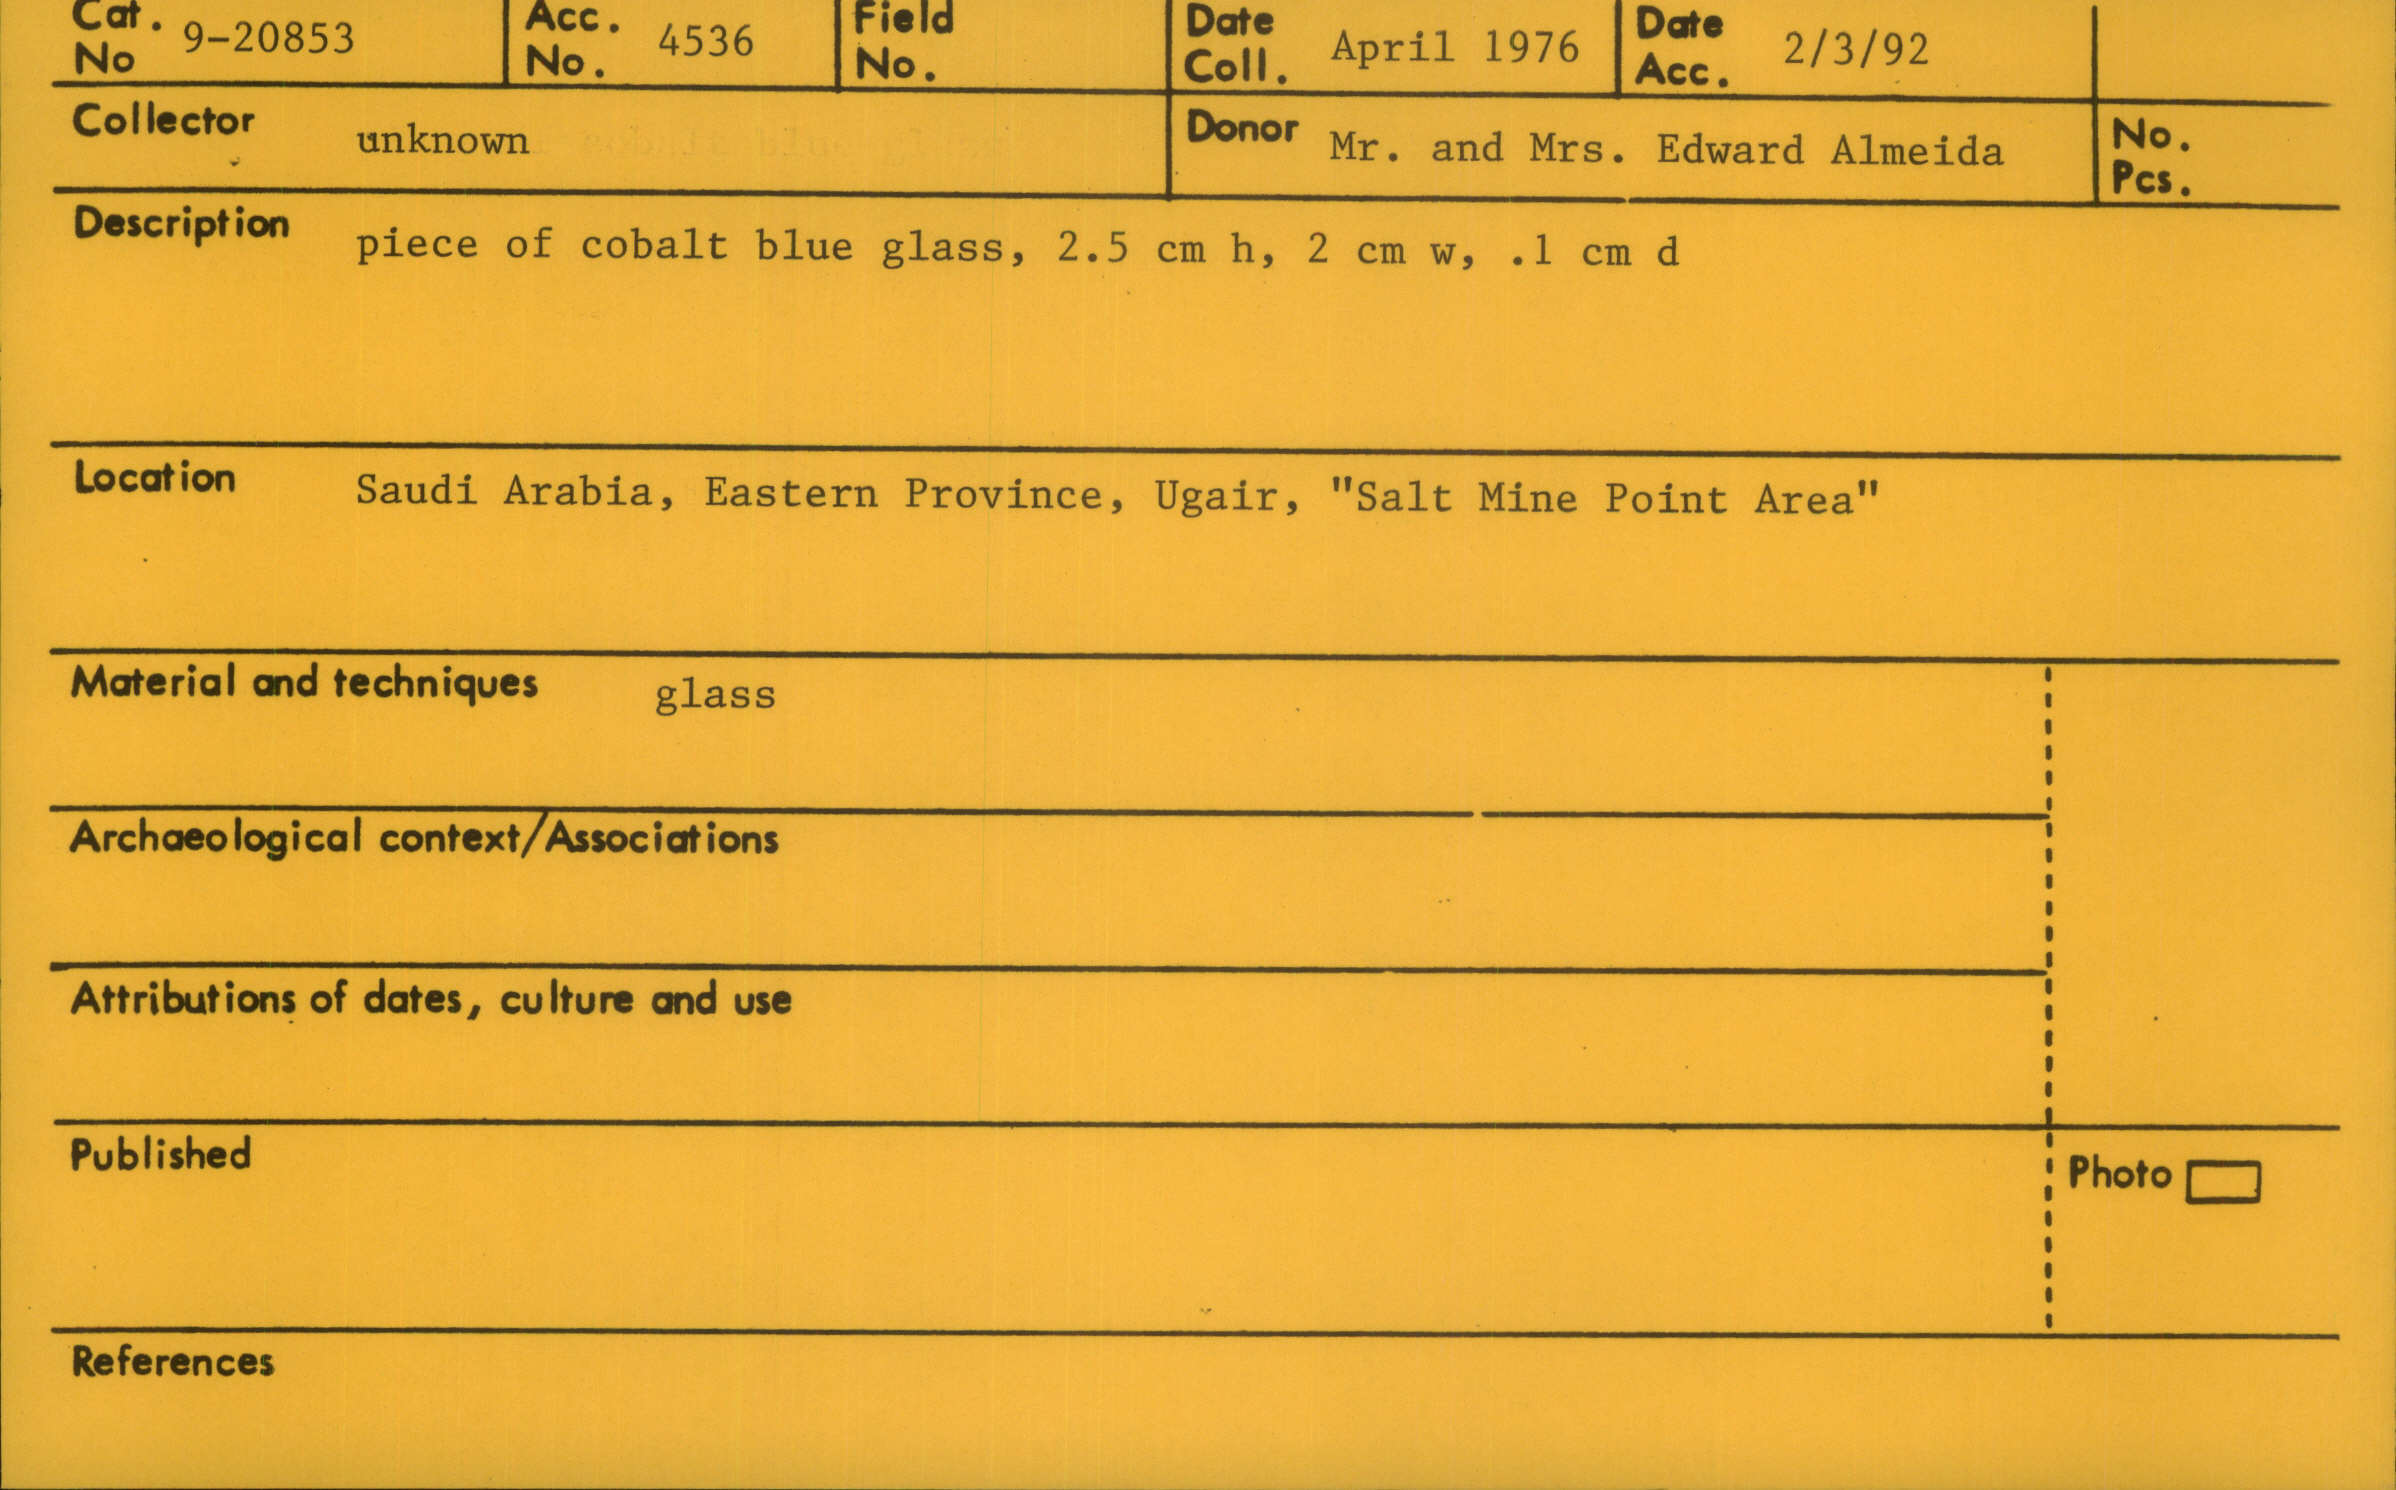 Cat. No 9-20853 Acc. No. 4536 Field No. Date Coll. April 1976 Date Acc. 2/3/92
Collector unknown Donor Mr. and Mrs. Edward Almeida No. Pcs.
Description piece of cobalt blue glass, 2.5 cm h, 2 cm w, .1 cm d
Location Saudi Arabia, Eastern Province, Ugair, "Salt Mine Point Area"
Material and techniques glass
Archaeological context/Associations
Attributions of dates, culture and use
Published
Photo
References